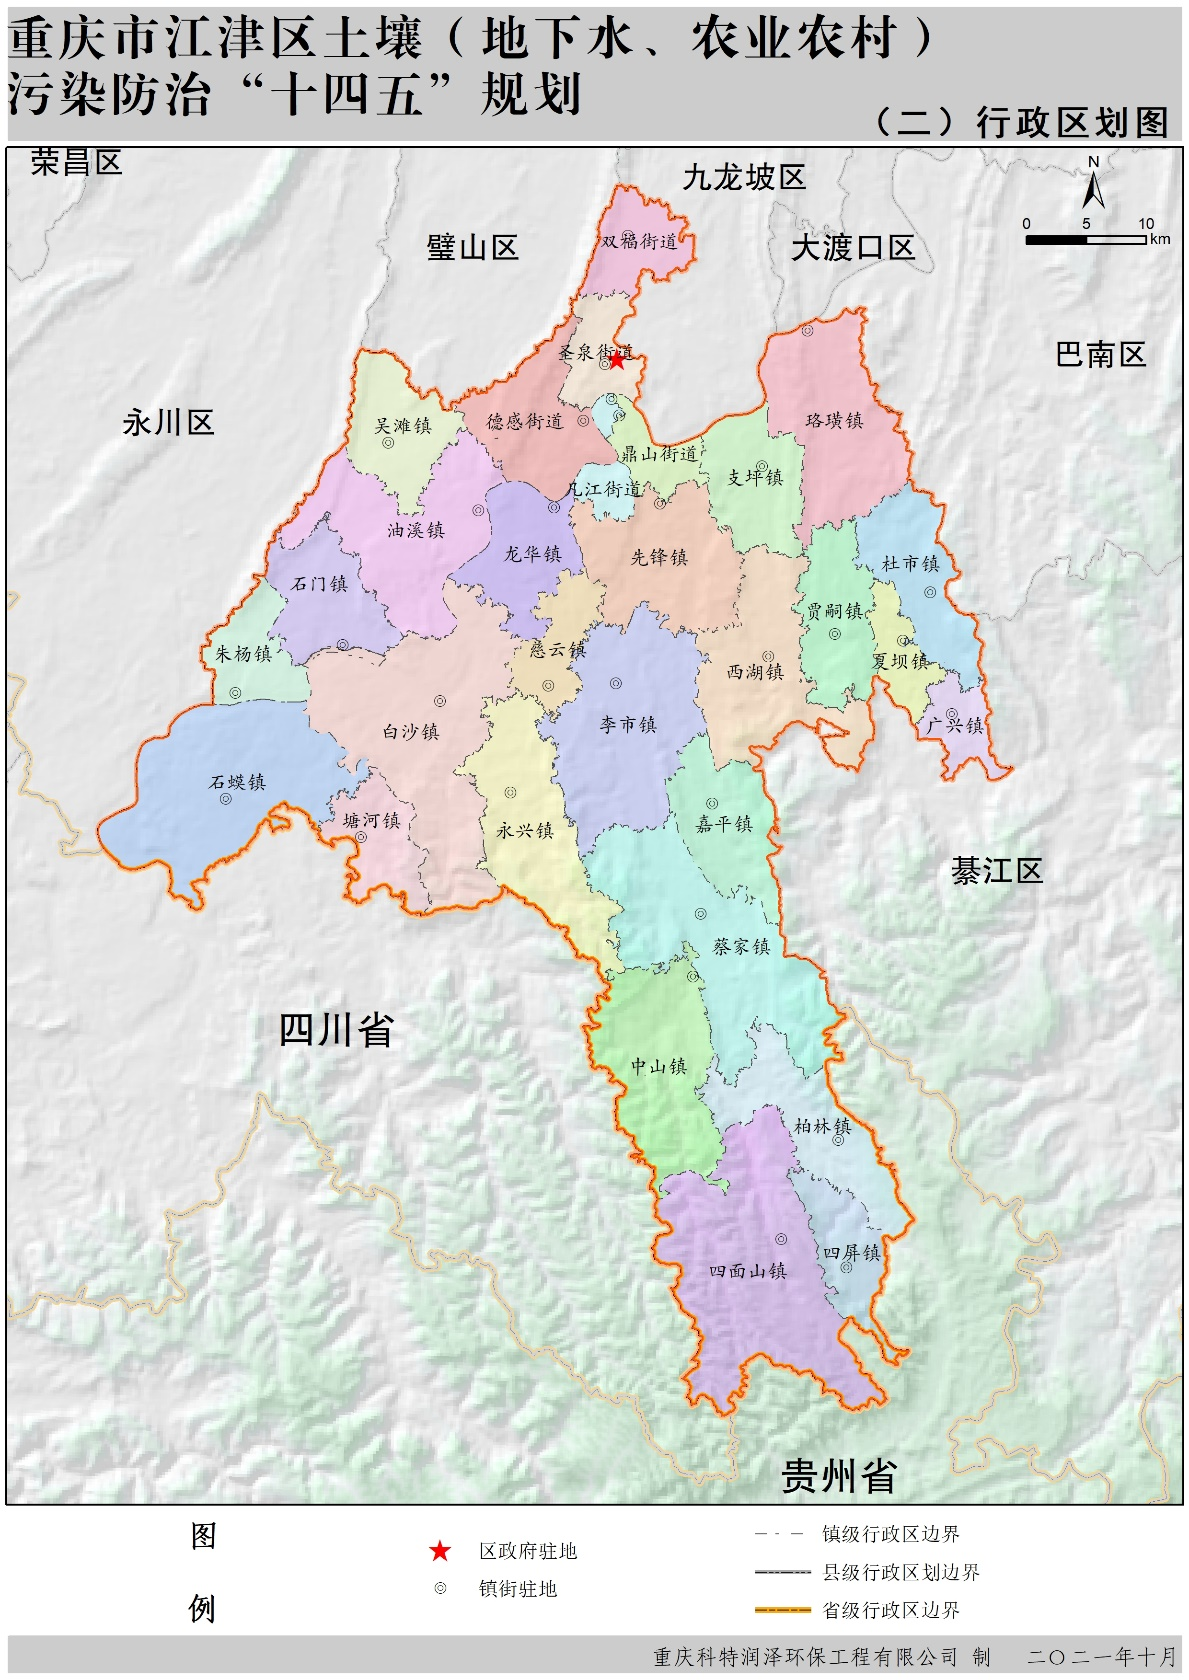 重庆市江津区土壤（地下水、农业农村）
污染防治“十四五”规划
（二）行政区划图
荣昌区
九龙坡区
N
璧山区
大渡口区
0 5 10
km
双福街道
巴南区
圣泉街道
永川区
吴滩镇
德感街道
珞璜镇
鼎山街道
支坪镇
几江街道
油溪镇
龙华镇
先锋镇
杜市镇
石门镇
贾嗣镇
朱杨镇
慈云镇
夏坝镇
西湖镇
白沙镇
李市镇
广兴镇
石蟆镇
塘河镇
永兴镇
嘉平镇
綦江区
蔡家镇
四川省
中山镇
柏林镇
四屏镇
四面山镇
贵州省
图
例
区政府驻地
镇街驻地
镇级行政区边界
县级行政区划边界
省级行政区边界
重庆科特润泽环保工程有限公司 制 二〇二一年十月